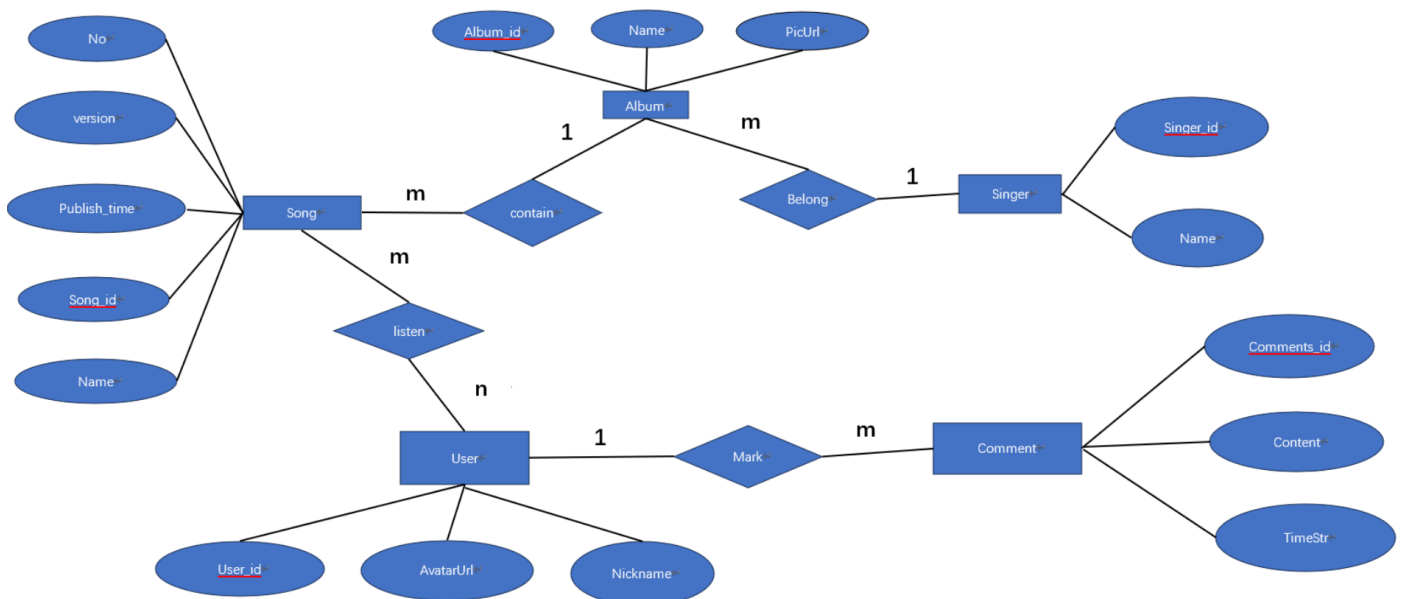 No
version
Publish_time
Song_id
Name
Album_id
Name
PicUrl
Album
1
m
m
Song
contain
Belong
1
Singer
Singer_id
Name
m
listen
n
User
1
Mark
m
Comment
Comments_id
Content
TimeStr
User_id
AvatarUrl
Nickname